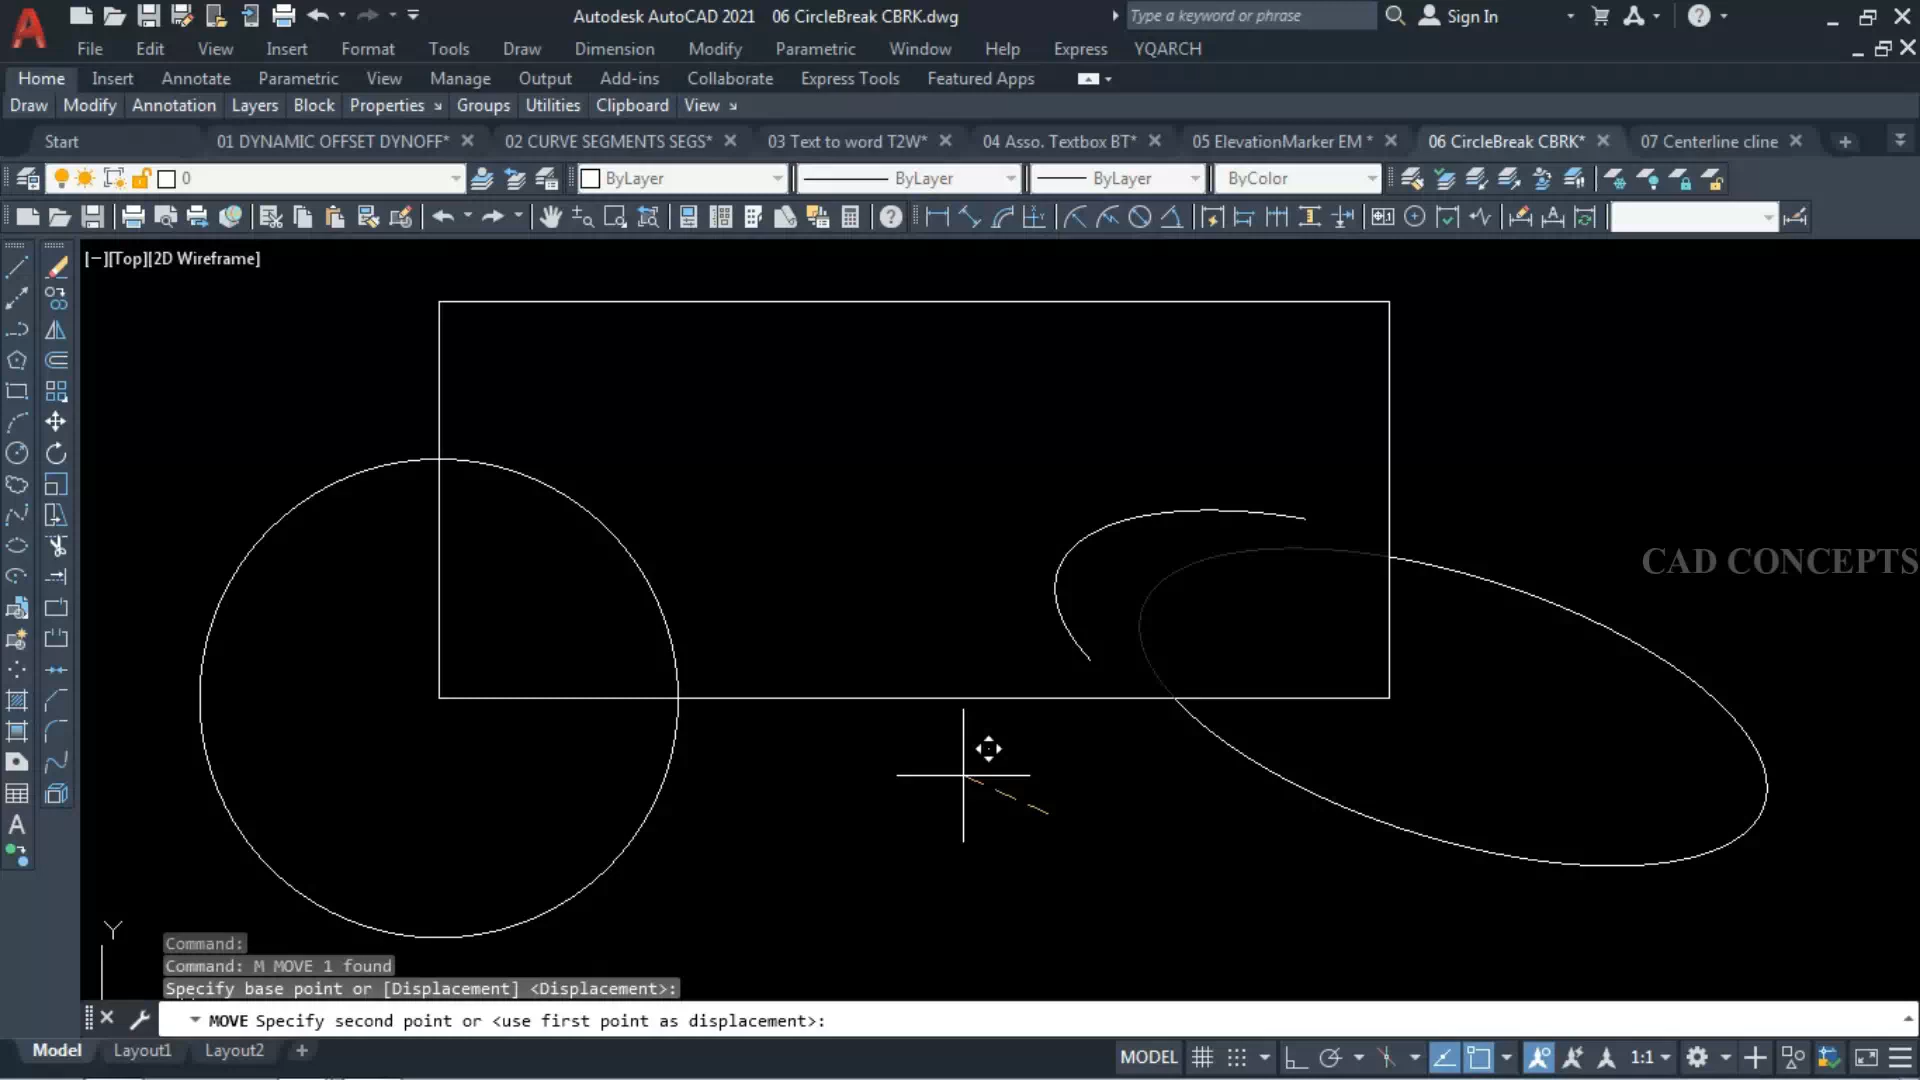 Autodesk AutoCAD 2021 06 CircleBreak CBRK.dwg Type a keyword or phrase Sign In
File Edit View Insert Format Tools Draw Dimension Modify Parametric Window Help Express YQARCH
Home Insert Annotate Parametric View Manage Output Add-ins Collaborate Express Tools Featured Apps
Draw Modify Annotation Layers Block Properties Groups Utilities Clipboard View
Start 01 DYNAMIC OFFSET DYNOFF* 02 CURVE SEGMENTS SEGS* 03 Text to word T2W* 04 Asso. Textbox BT* 05 ElevationMarker EM * 06 CircleBreak CBRK* 07 Centerline cline
0 ByLayer ByLayer ByLayer ByColor
[−][Top][2D Wireframe]
CAD CONCEPTS
Y
Command:
Command: M MOVE 1 found
Specify base point or [Displacement] <Displacement>:
MOVE Specify second point or <use first point as displacement>:
Model Layout1 Layout2 +
MODEL 1:1